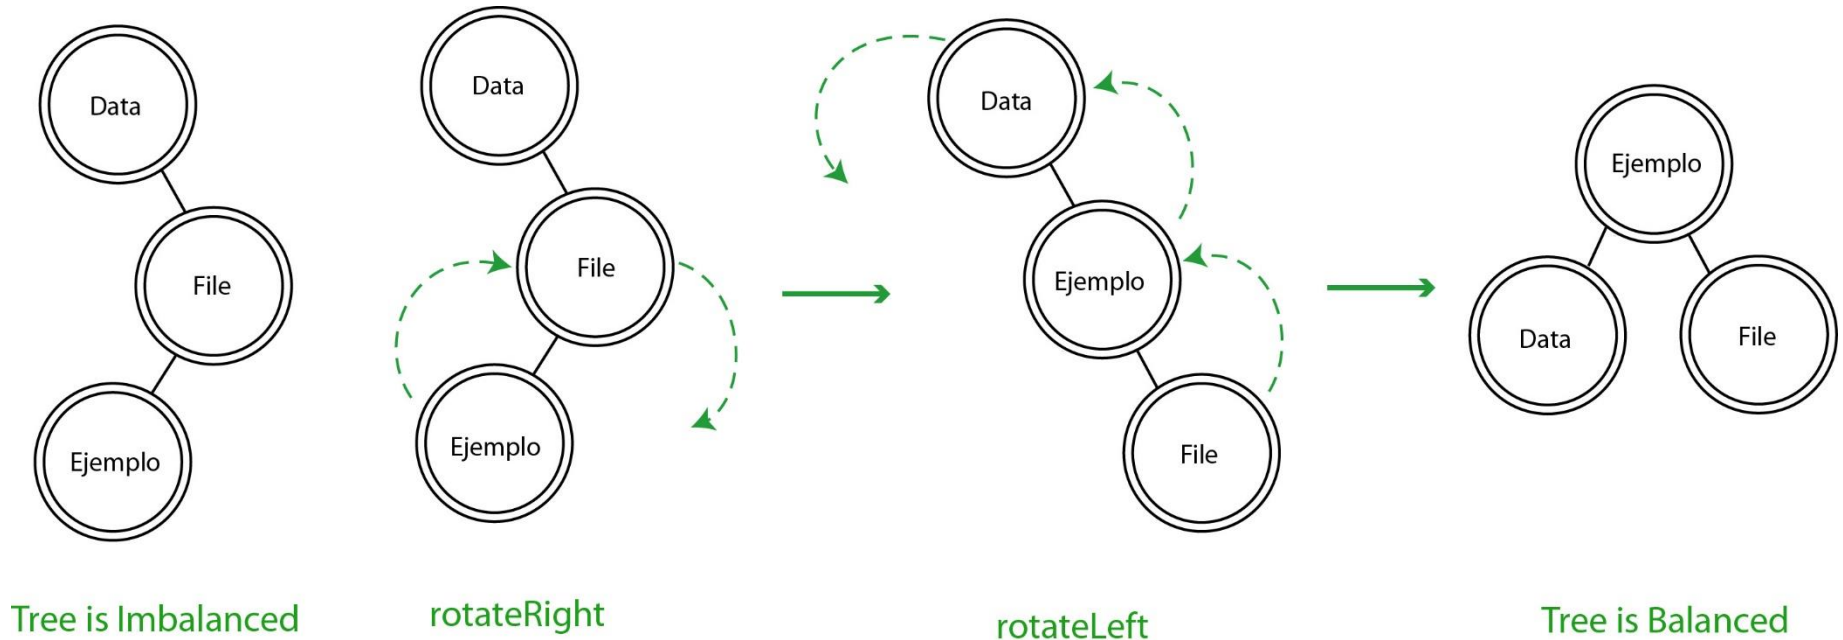 Data
File
Ejemplo
Tree is Imbalanced
Data
File
Ejemplo
rotateRight
Data
Ejemplo
File
rotateLeft
Ejemplo
Data
File
Tree is Balanced